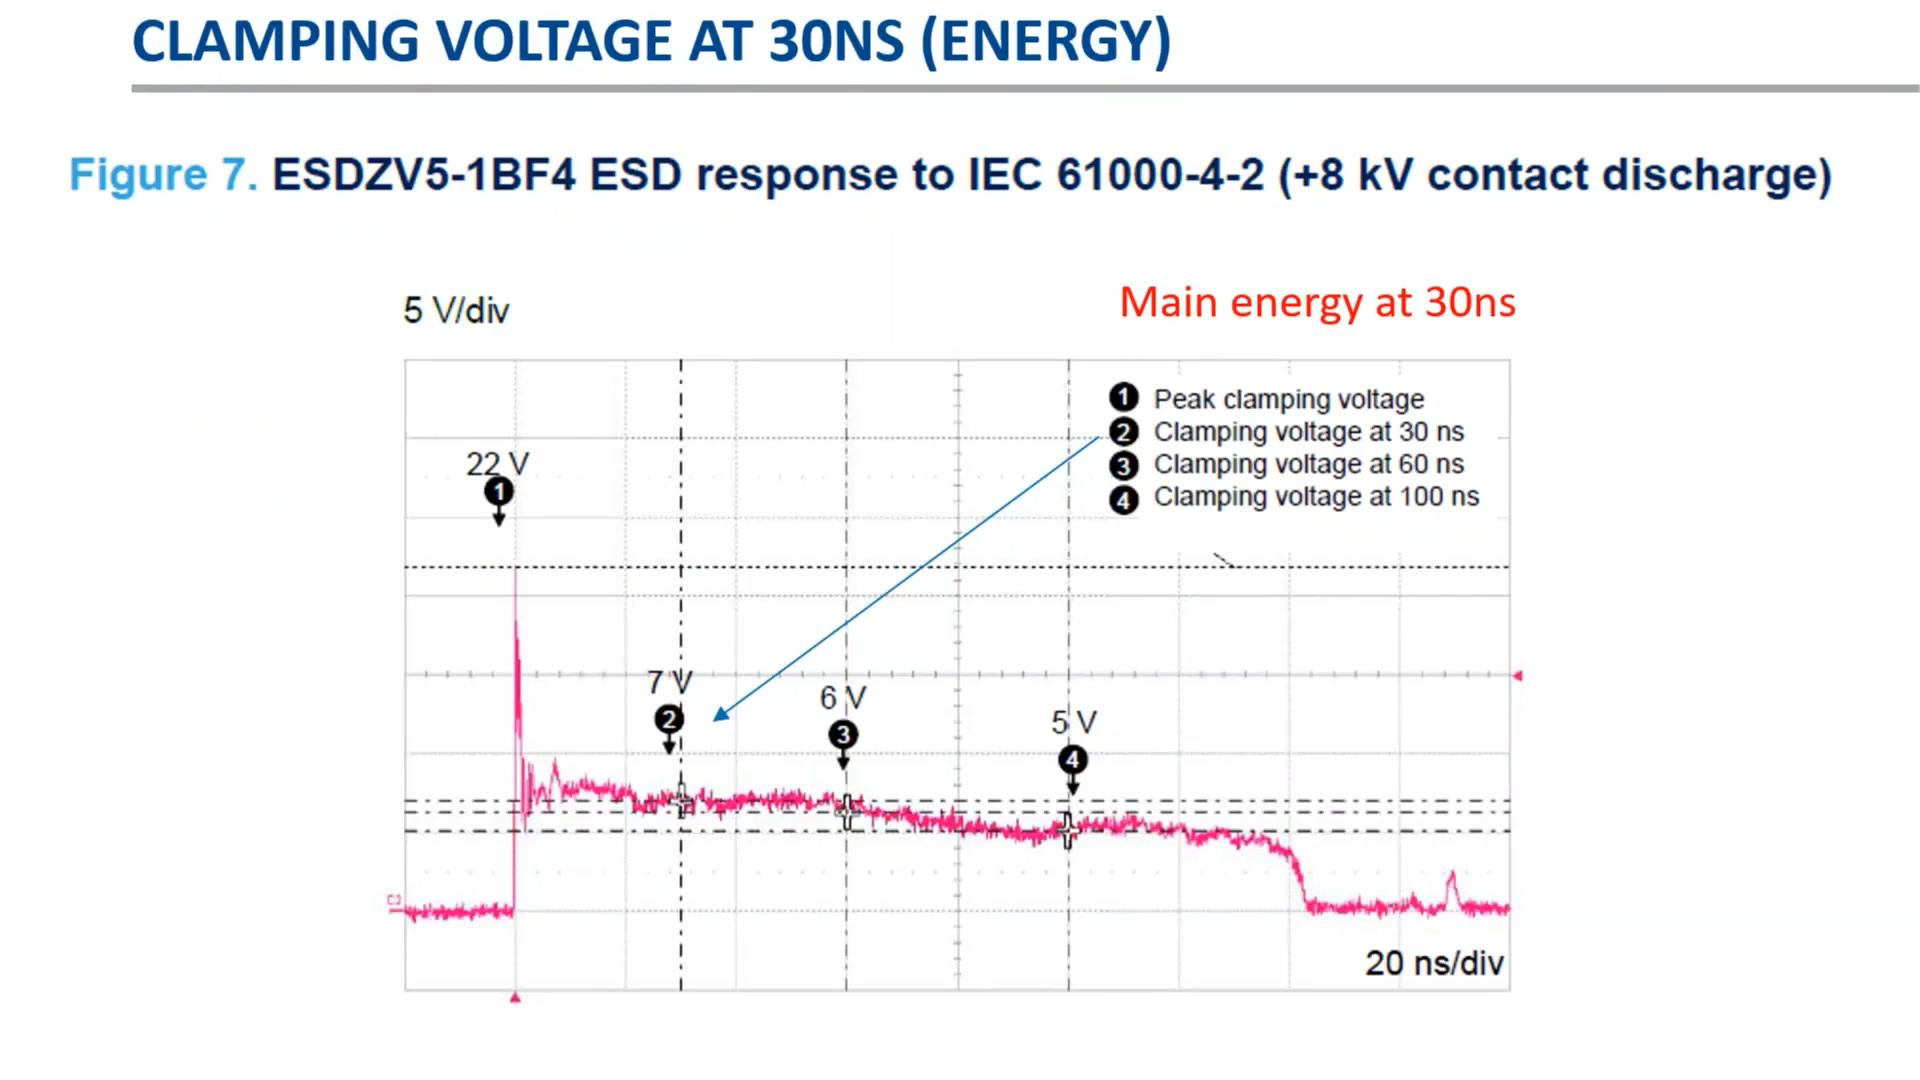 CLAMPING VOLTAGE AT 30NS (ENERGY)
Figure 7. ESDZV5-1BF4 ESD response to IEC 61000-4-2 (+8 kV contact discharge)
5 V/div
Main energy at 30ns
1 Peak clamping voltage
2 Clamping voltage at 30 ns
3 Clamping voltage at 60 ns
4 Clamping voltage at 100 ns
22 V
1
7 V
2
6 V
3
5 V
4
C2
20 ns/div